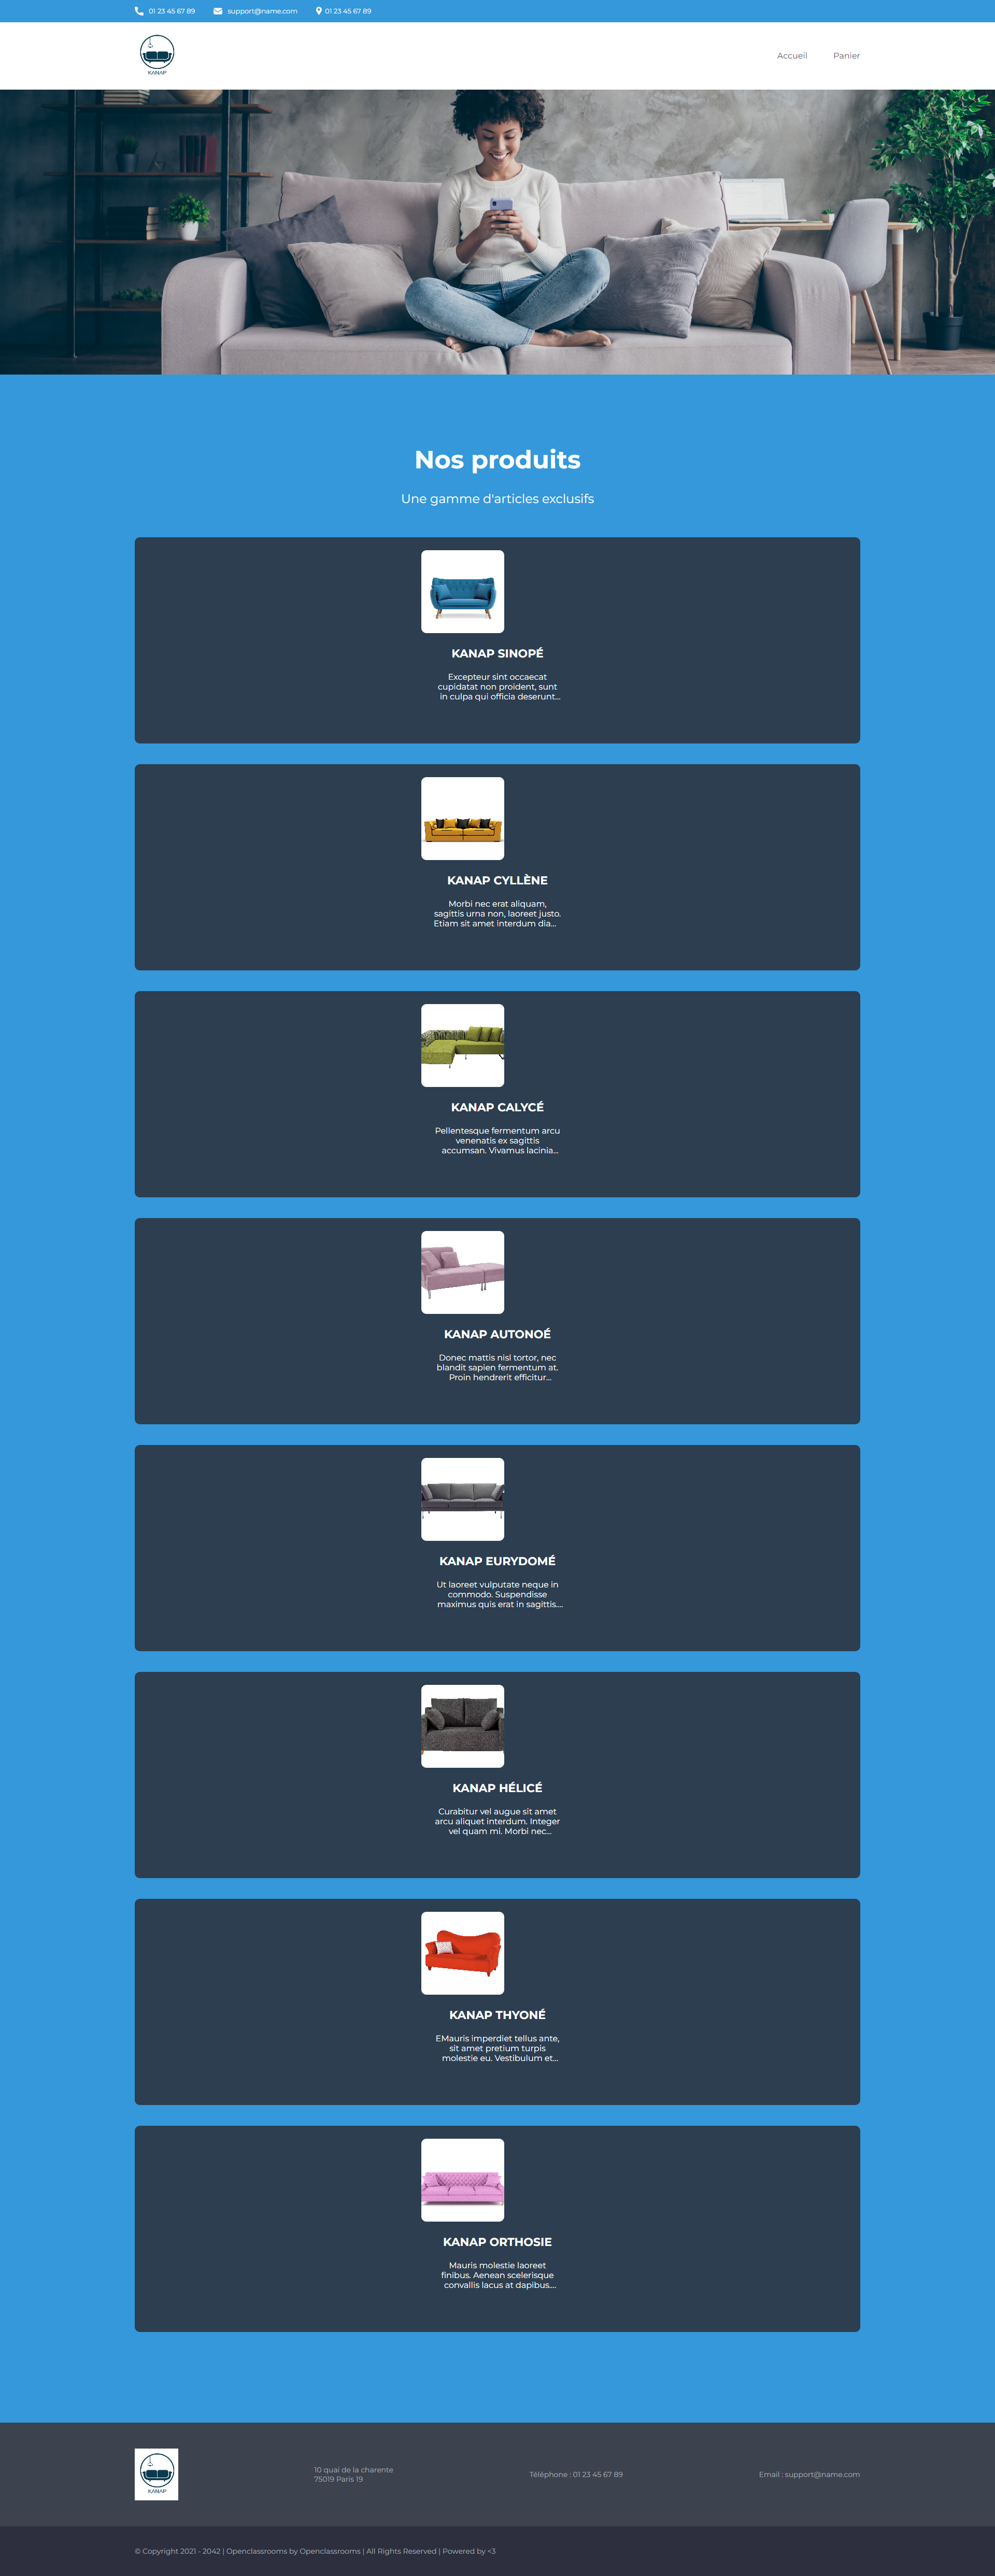 01 23 45 67 89
support@name.com
01 23 45 67 89
KANAP
Accueil
Panier
Nos produits
Une gamme d'articles exclusifs
KANAP SINOPÉ
Excepteur sint occaecat
cupidatat non proident, sunt
in culpa qui officia deserunt...
KANAP CYLLÈNE
Morbi nec erat aliquam,
sagittis urna non, laoreet justo.
Etiam sit amet interdum dia...
KANAP CALYCÉ
Pellentesque fermentum arcu
venenatis ex sagittis
accumsan. Vivamus lacinia...
KANAP AUTONOÉ
Donec mattis nisl tortor, nec
blandit sapien fermentum at.
Proin hendrerit efficitur...
KANAP EURYDOMÉ
Ut laoreet vulputate neque in
commodo. Suspendisse
maximus quis erat in sagittis....
KANAP HÉLICÉ
Curabitur vel augue sit amet
arcu aliquet interdum. Integer
vel quam mi. Morbi nec...
KANAP THYONÉ
EMauris imperdiet tellus ante,
sit amet pretium turpis
molestie eu. Vestibulum et...
KANAP ORTHOSIE
Mauris molestie laoreet
finibus. Aenean scelerisque
convallis lacus at dapibus....
KANAP
10 quai de la charente
75019 Paris 19
Téléphone : 01 23 45 67 89
Email : support@name.com
© Copyright 2021 - 2042 | Openclassrooms by Openclassrooms | All Rights Reserved | Powered by <3